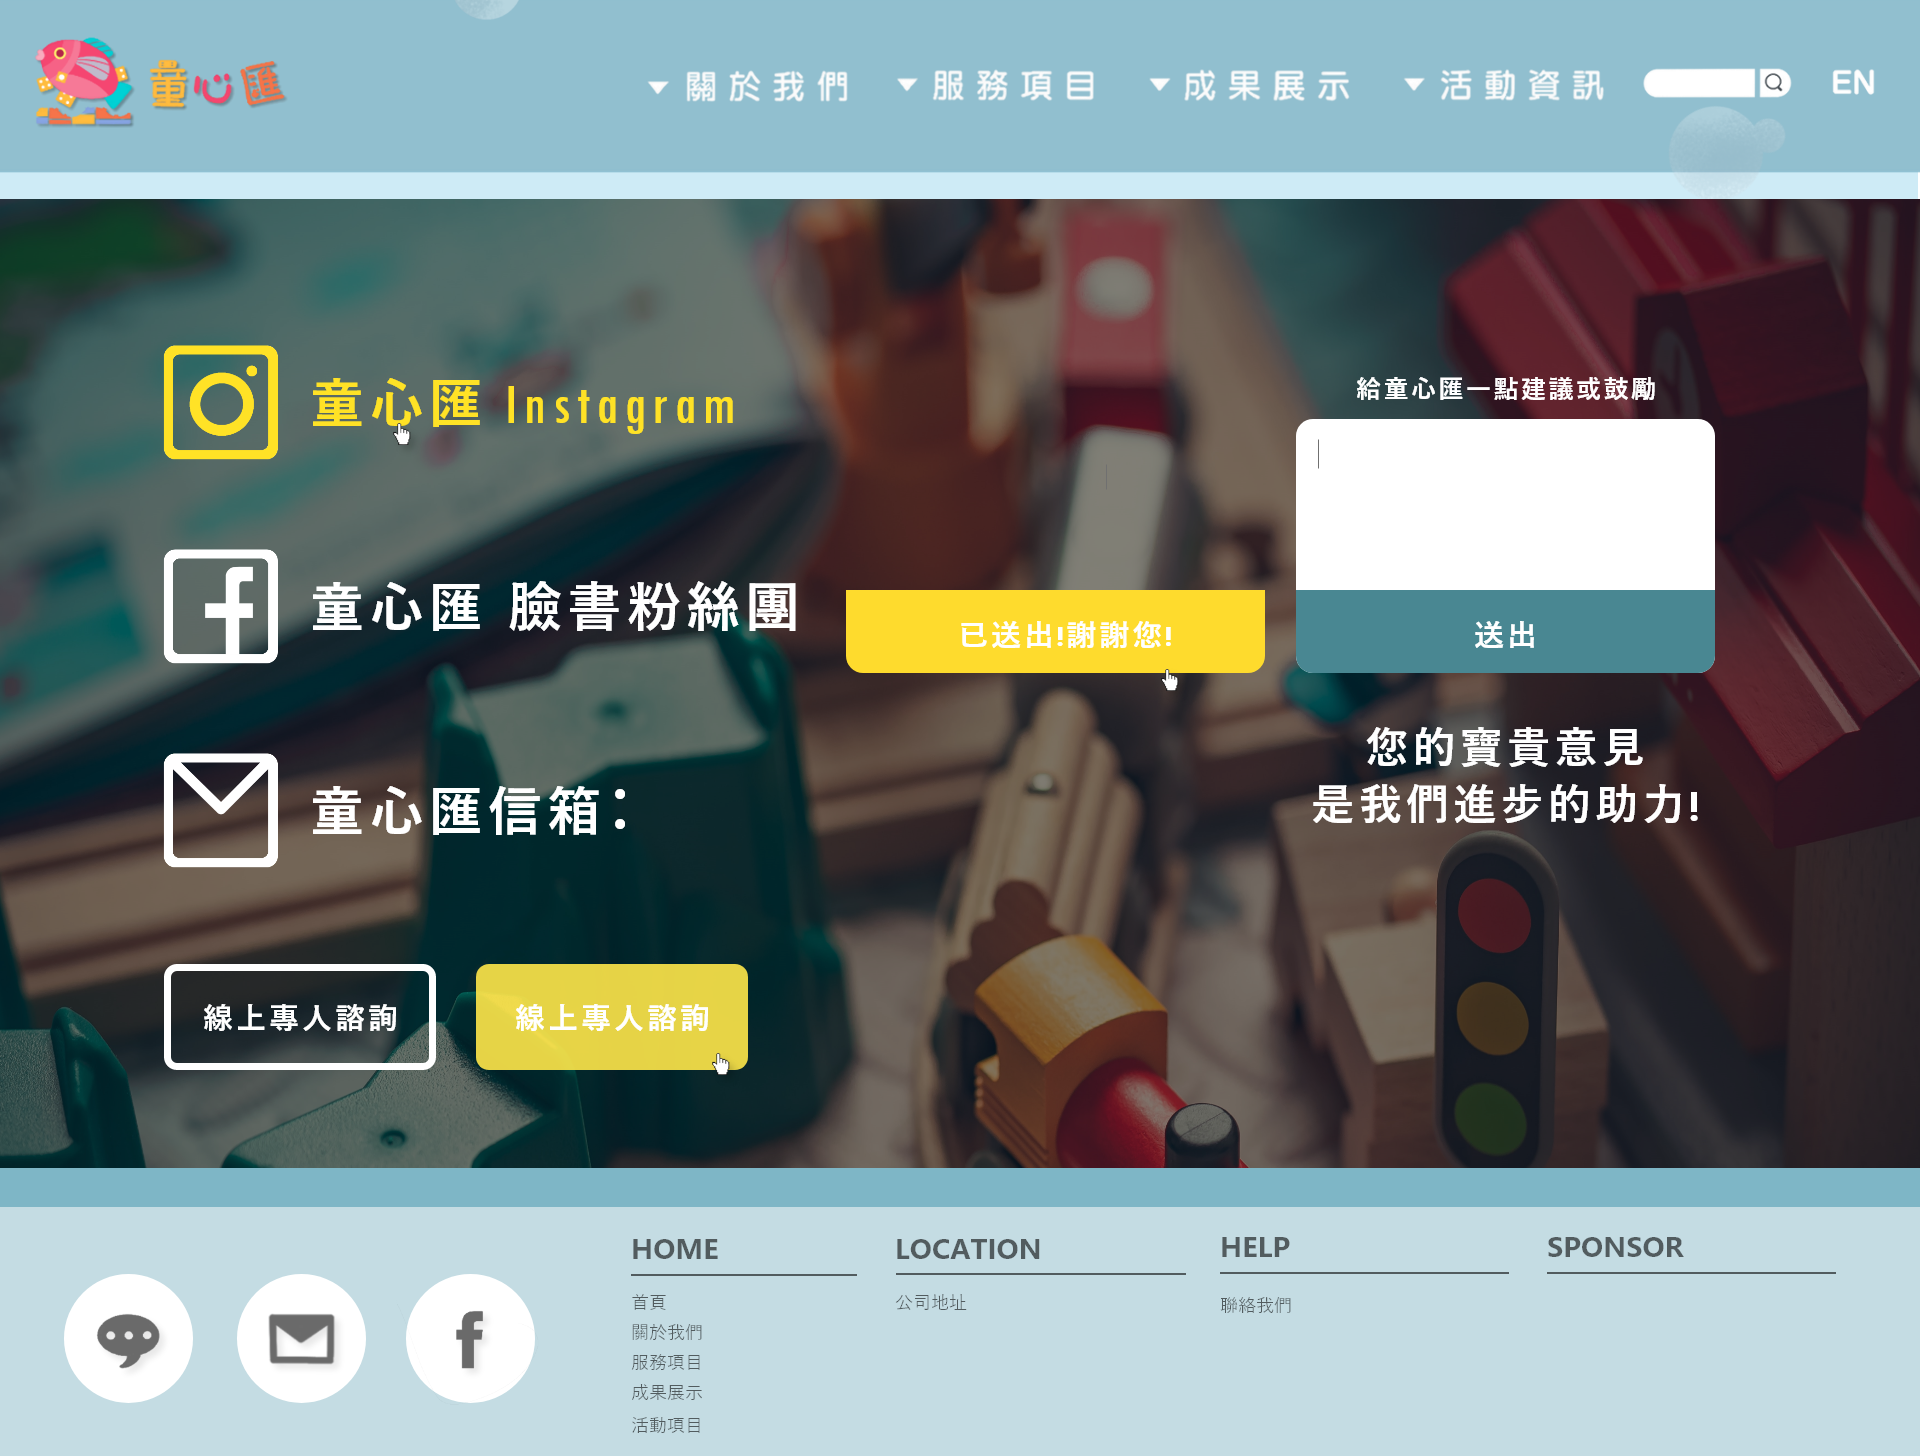 童心匯
關於我們
服務項目
成果展示
活動資訊
EN
童心匯 Instagram
給童心匯一點建議或鼓勵
童心匯 臉書粉絲團
已送出!謝謝您!
送出
您的寶貴意見
是我們進步的助力!
童心匯信箱:
線上專人諮詢
線上專人諮詢
HOME
首頁
關於我們
服務項目
成果展示
活動項目
LOCATION
公司地址
HELP
聯絡我們
SPONSOR